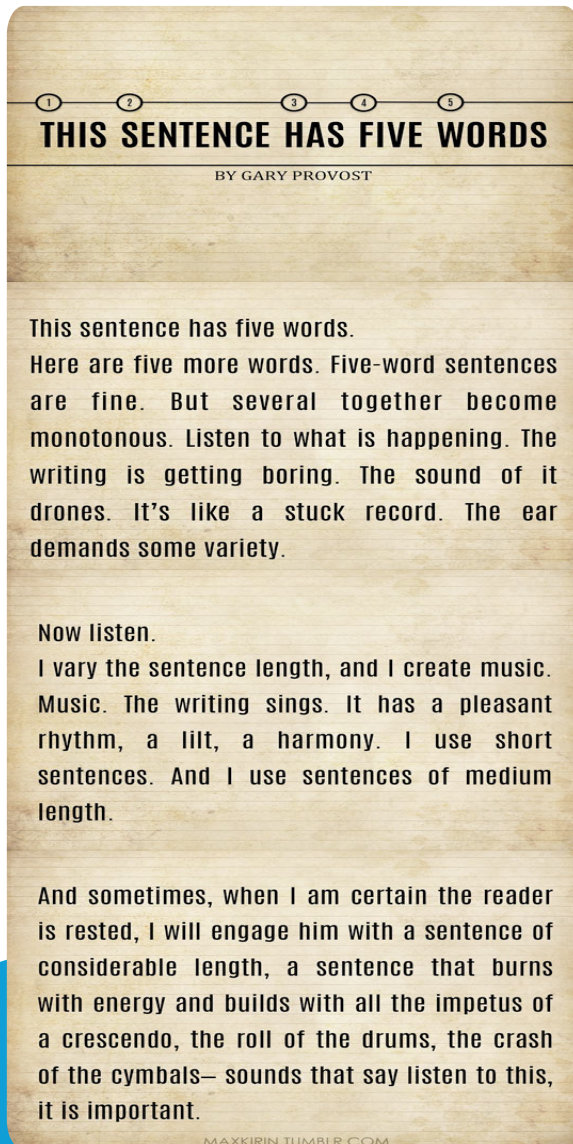 1 2 3 4 5
THIS SENTENCE HAS FIVE WORDS
BY GARY PROVOST
This sentence has five words.
Here are five more words. Five-word sentences
are fine. But several together become
monotonous. Listen to what is happening. The
writing is getting boring. The sound of it
drones. It’s like a stuck record. The ear
demands some variety.
Now listen.
I vary the sentence length, and I create music.
Music. The writing sings. It has a pleasant
rhythm, a lilt, a harmony. I use short
sentences. And I use sentences of medium
length.
And sometimes, when I am certain the reader
is rested, I will engage him with a sentence of
considerable length, a sentence that burns
with energy and builds with all the impetus of
a crescendo, the roll of the drums, the crash
of the cymbals— sounds that say listen to this,
it is important.
MAXKIRIN.TUMBLR.COM